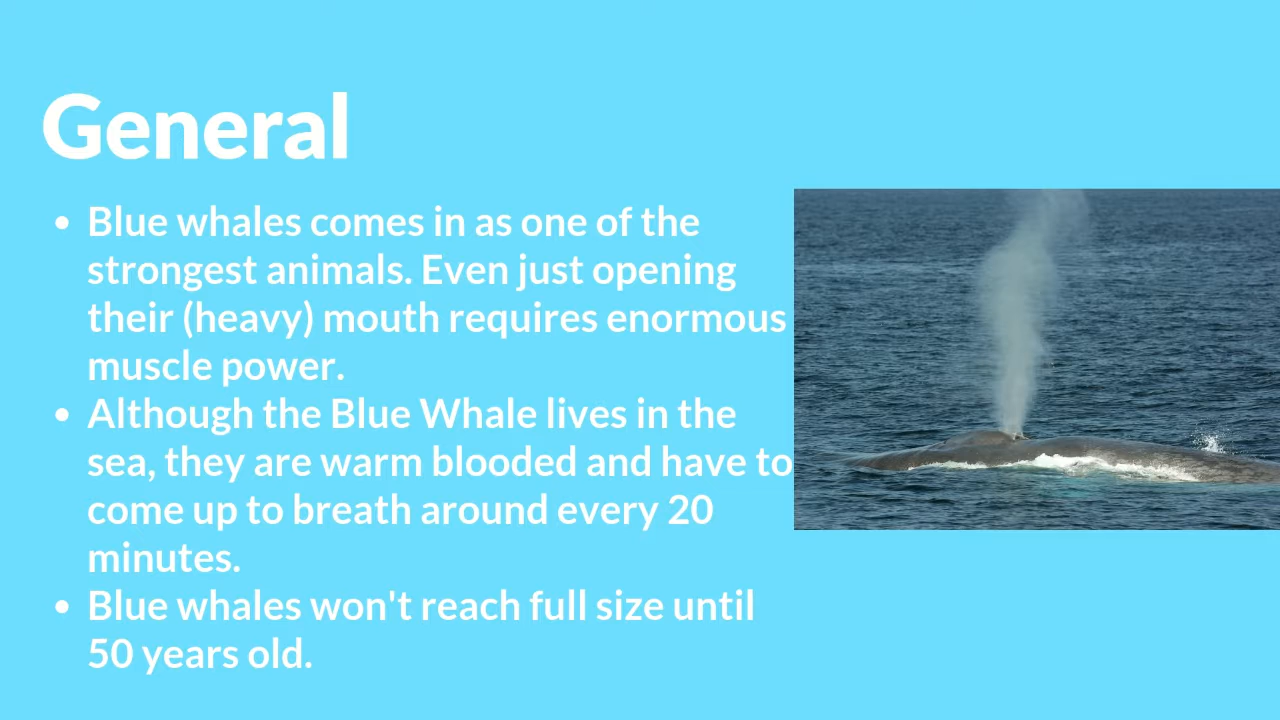 General
• Blue whales comes in as one of the
strongest animals. Even just opening
their (heavy) mouth requires enormous
muscle power.
• Although the Blue Whale lives in the
sea, they are warm blooded and have to
come up to breath around every 20
minutes.
• Blue whales won't reach full size until
50 years old.